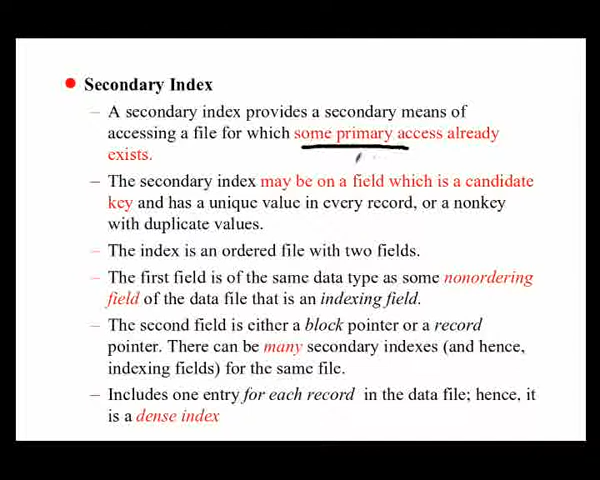 Secondary Index
– A secondary index provides a secondary means of
accessing a file for which some primary access already
exists.
– The secondary index may be on a field which is a candidate
key and has a unique value in every record, or a nonkey
with duplicate values.
– The index is an ordered file with two fields.
– The first field is of the same data type as some nonordering
field of the data file that is an indexing field.
– The second field is either a block pointer or a record
pointer. There can be many secondary indexes (and hence,
indexing fields) for the same file.
– Includes one entry for each record in the data file; hence, it
is a dense index